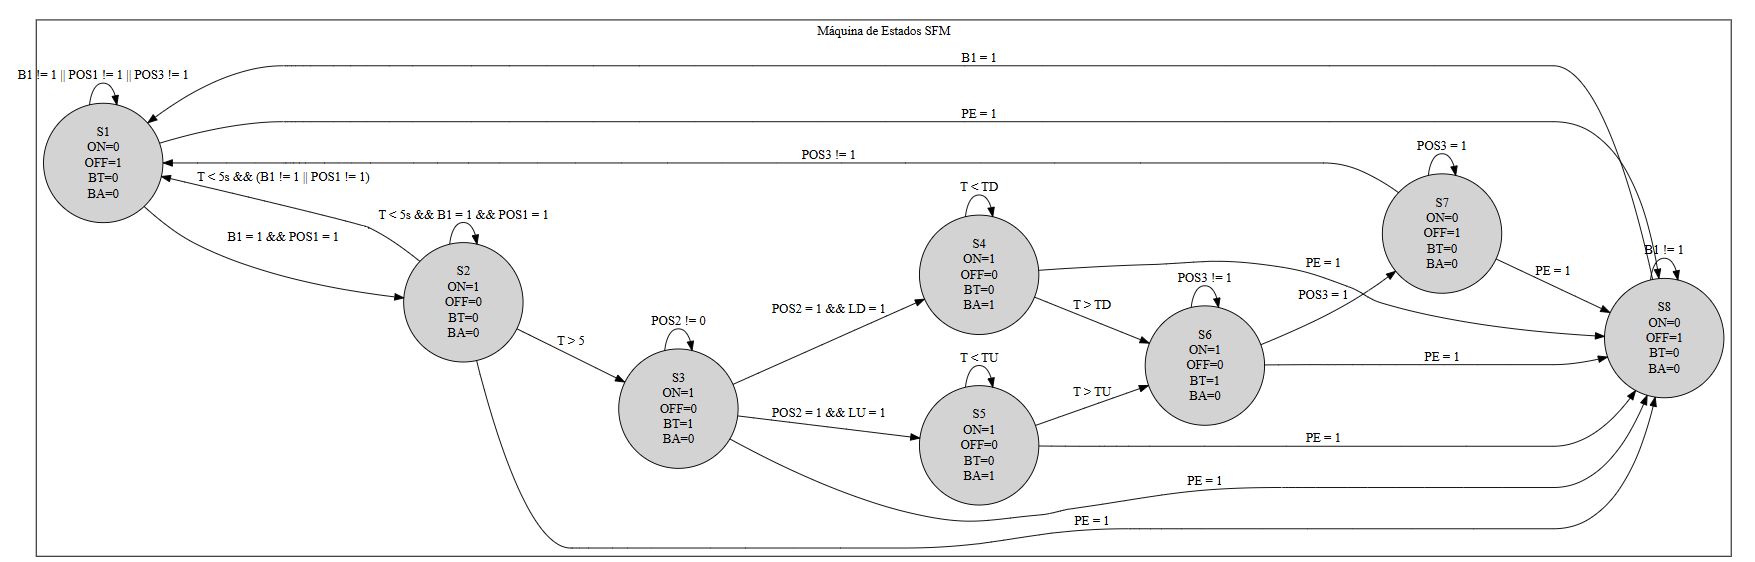 Máquina de Estados SFM
B1 = 1
B1 != 1 || POS1 != 1 || POS3 != 1
PE = 1
S1
ON=0
OFF=1
BT=0
BA=0
POS3 != 1
T < 5s && (B1 != 1 || POS1 != 1)
B1 = 1 && POS1 = 1
T < 5s && B1 = 1 && POS1 = 1
S2
ON=1
OFF=0
BT=0
BA=0
T > 5
POS2 != 0
S3
ON=1
OFF=0
BT=1
BA=0
POS2 = 1 && LD = 1
POS2 = 1 && LU = 1
T < TD
S4
ON=1
OFF=0
BT=0
BA=1
T > TD
T < TU
S5
ON=1
OFF=0
BT=0
BA=1
T > TU
POS3 != 1
S6
ON=1
OFF=0
BT=1
BA=0
PE = 1
POS3 = 1
PE = 1
POS3 = 1
S7
ON=0
OFF=1
BT=0
BA=0
PE = 1
B1 != 1
S8
ON=0
OFF=1
BT=0
BA=0
PE = 1
PE = 1
PE = 1